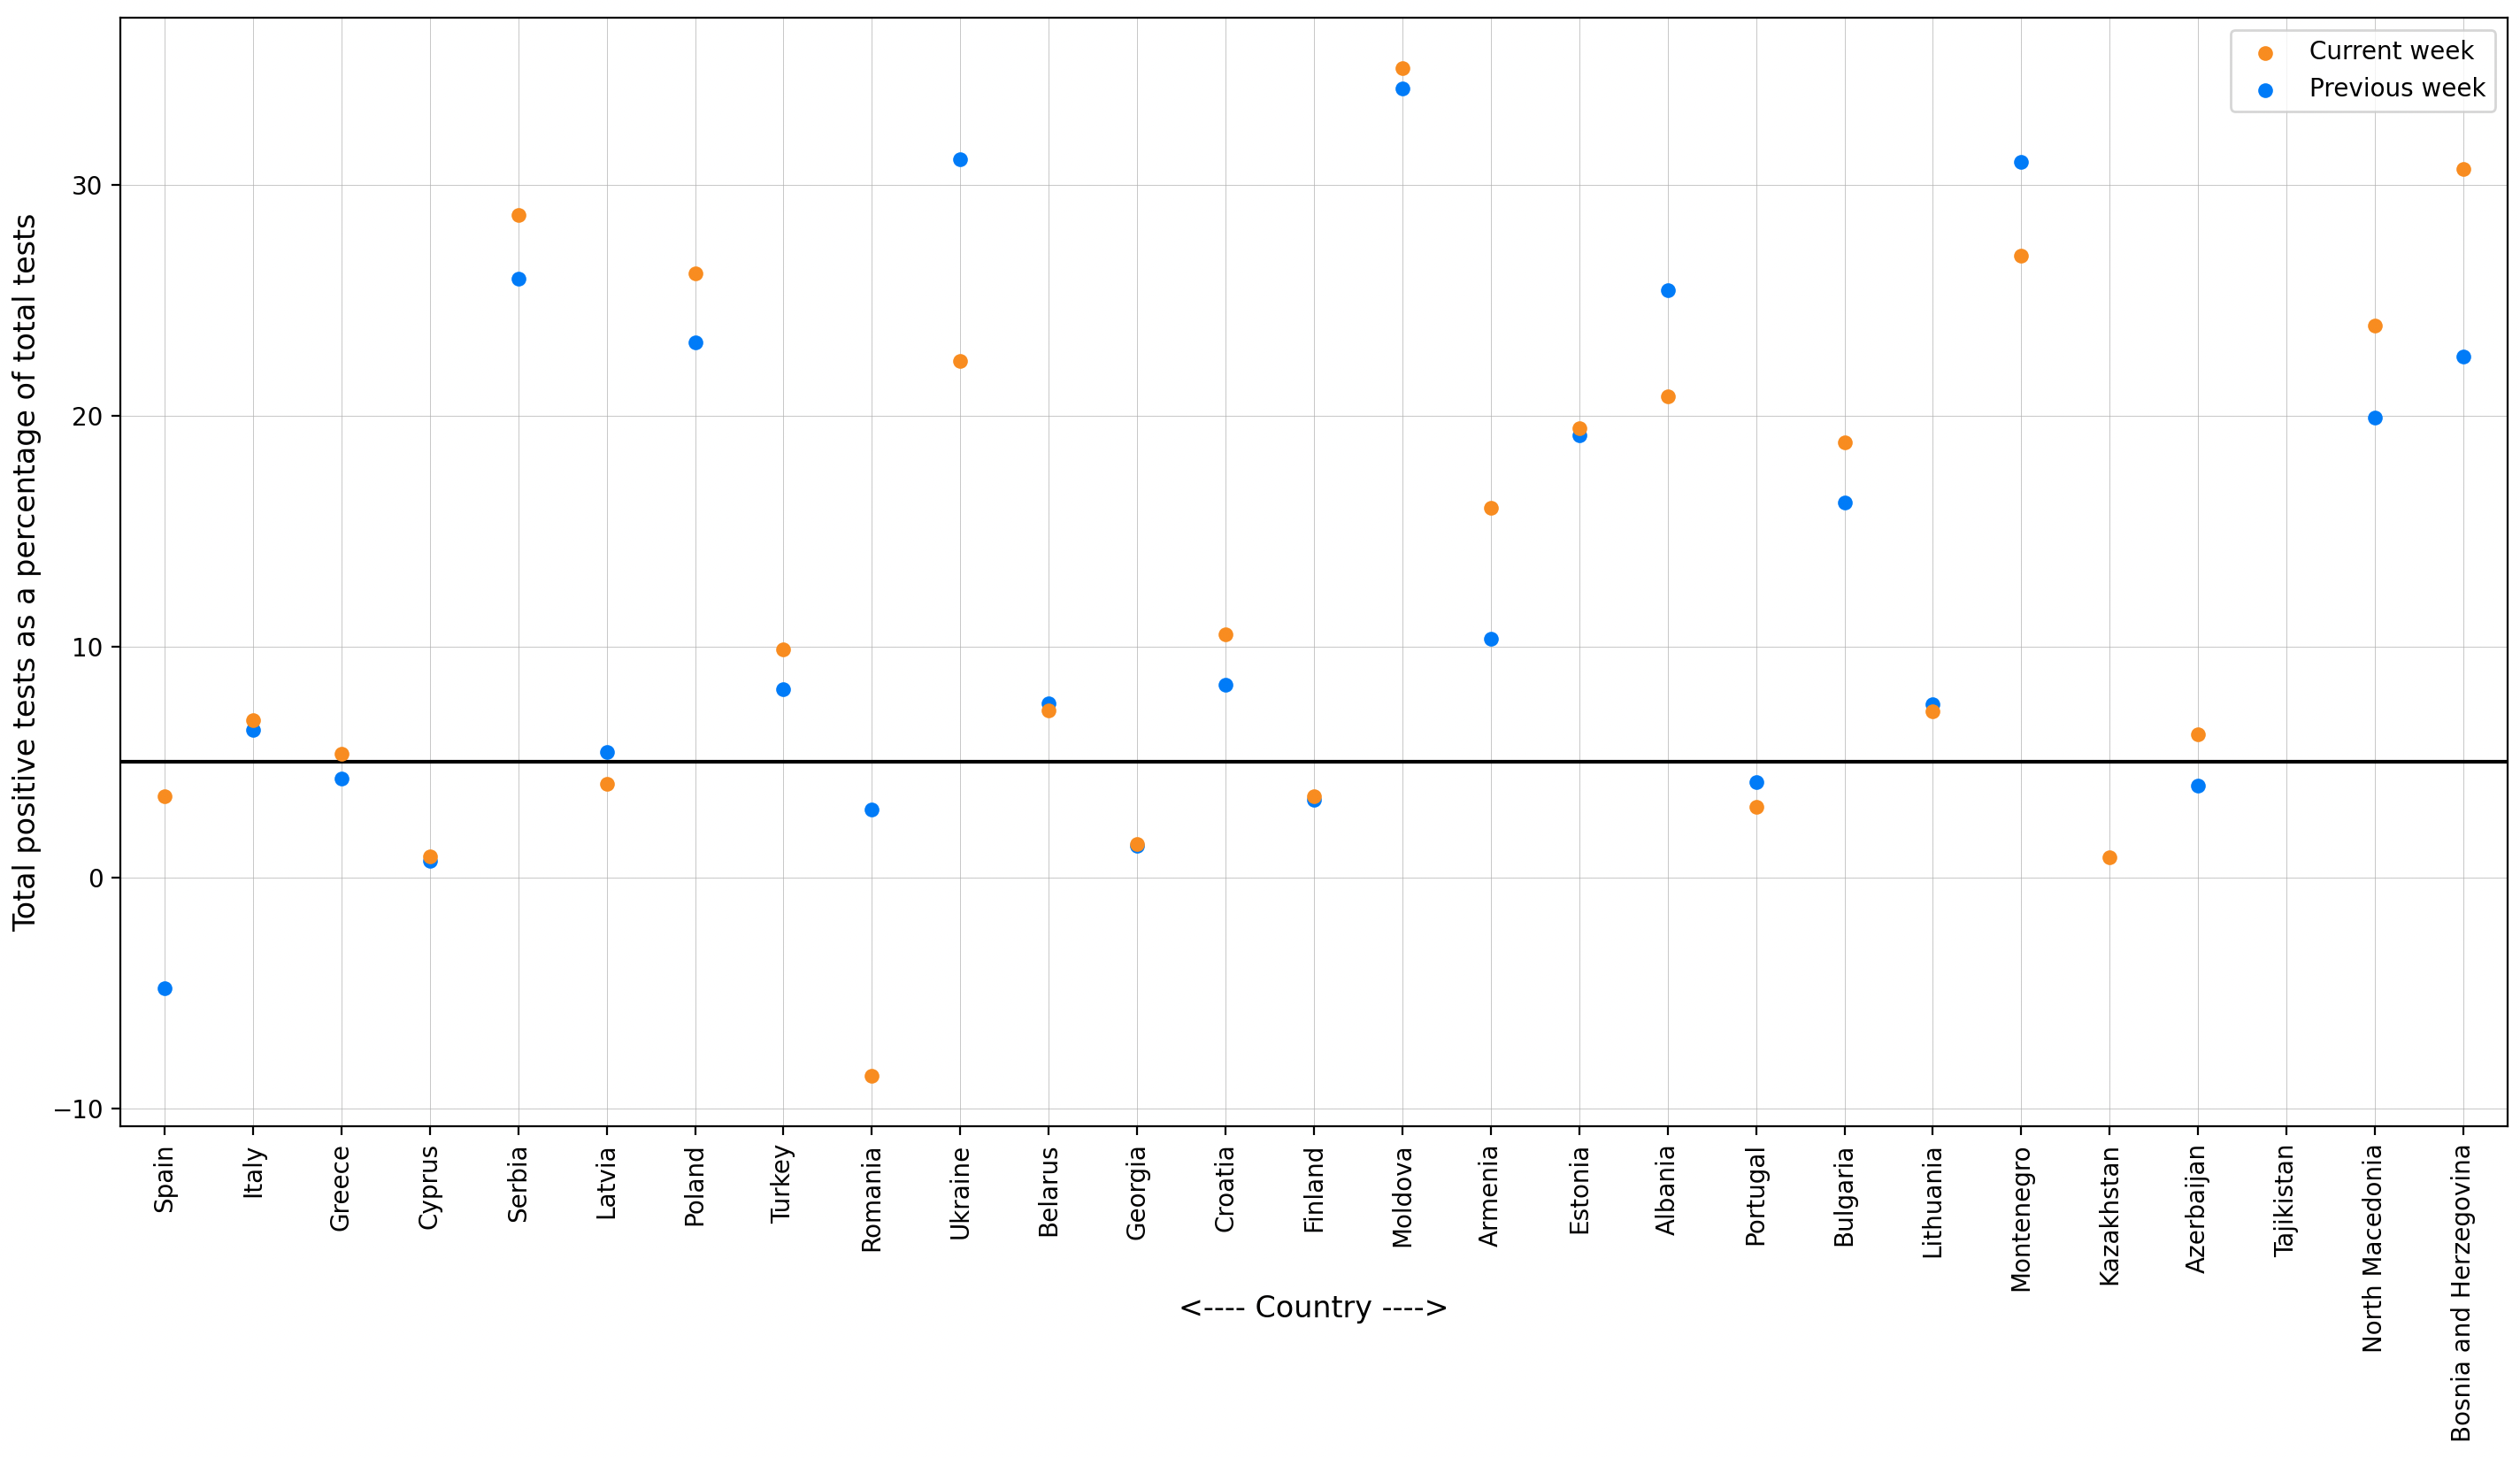 Current week
Previous week
Total positive tests as a percentage of total tests
30
20
10
0
−10
Spain
Italy
Greece
Cyprus
Serbia
Latvia
Poland
Turkey
Romania
Ukraine
Belarus
Georgia
Croatia
Finland
Moldova
Armenia
Estonia
Albania
Portugal
Bulgaria
Lithuania
Montenegro
Kazakhstan
Azerbaijan
Tajikistan
North Macedonia
Bosnia and Herzegovina
<---- Country ---->